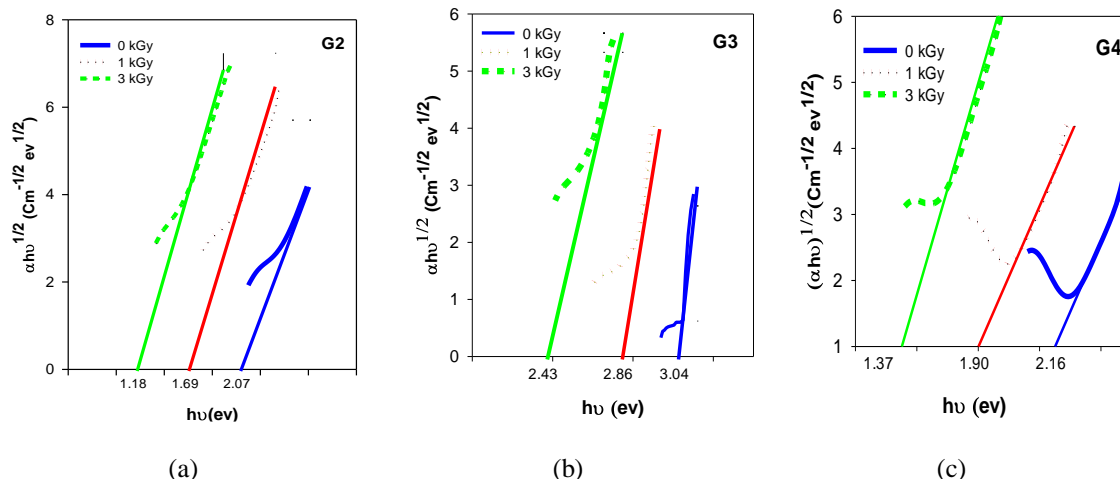 G2
0 kGy
1 kGy
3 kGy
αhυ^1/2 (Cm^-1/2 ev^1/2)
8
6
4
2
0
1.18 1.69 2.07
hυ(ev)
(a)
G3
0 kGy
1 kGy
3 kGy
αhυ^1/2 (Cm^-1/2 ev^1/2)
6
5
4
3
2
1
0
2.43 2.86 3.04
hυ (ev)
(b)
G4
0 kGy
1 kGy
3 kGy
(αhυ)^1/2(Cm^-1/2 ev^1/2)
6
5
4
3
2
1
1.37 1.90 2.16
hυ (ev)
(c)